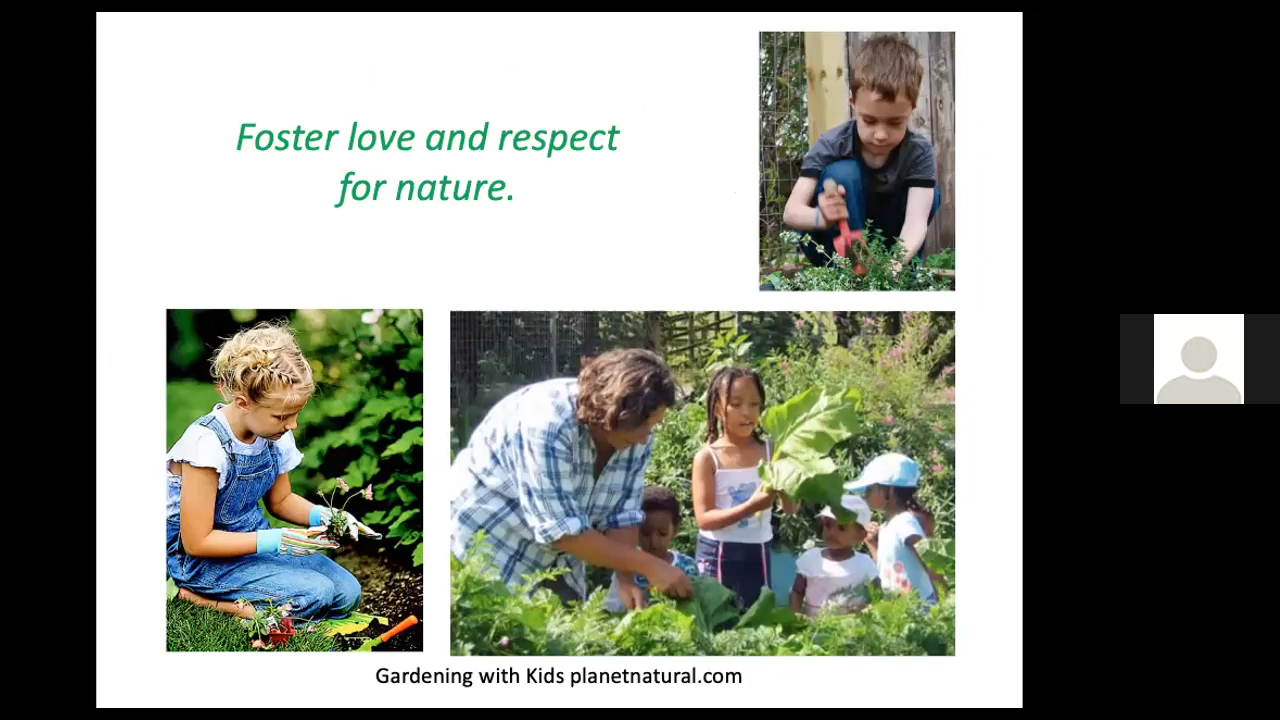 Foster love and respect
for nature.
Gardening with Kids planetnatural.com